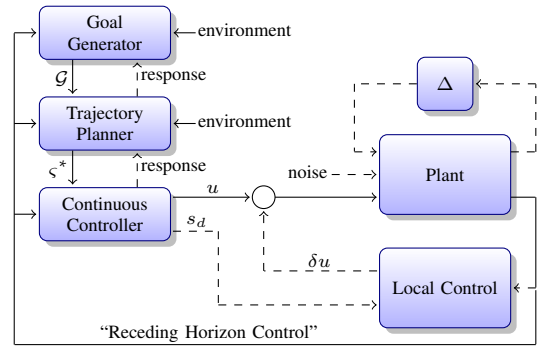 Goal
Generator
environment
𝒢
response
Δ
Trajectory
Planner
environment
ς*
response
noise
Plant
Continuous
Controller
u
s_d
δu
Local Control
“Receding Horizon Control”